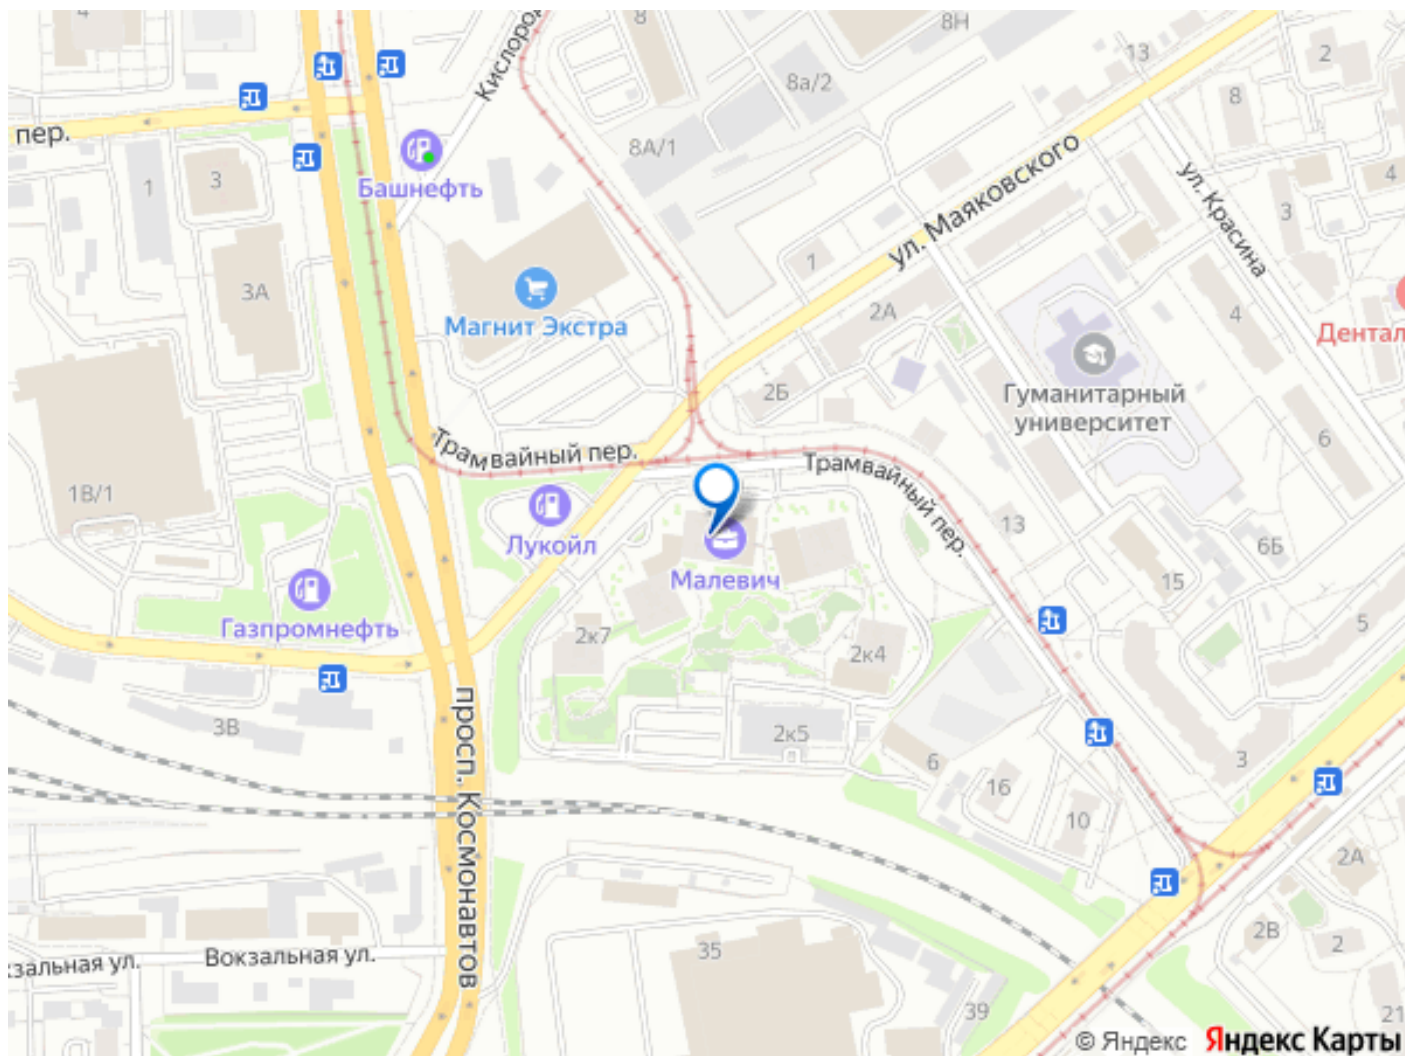 4
8
8Н
13
2
Кислород
8а/2
8
пер.
8А/1
ул. Маяковского
4
1
3
Башнефть
ул. Красина
3
1
3А
2А
4
Магнит Экстра
Дентал
2Б
Гуманитарный
университет
6
Трамвайный пер.
Трамвайный пер.
1В/1
13
Лукойл
6Б
Малевич
15
Газпромнефть
2к7
5
2к4
3В
2к5
просп. Космонавтов
6
3
16
10
2А
2В
2
35
Вокзальная ул.
кзальная ул.
39
21
© Яндекс Яндекс Карты